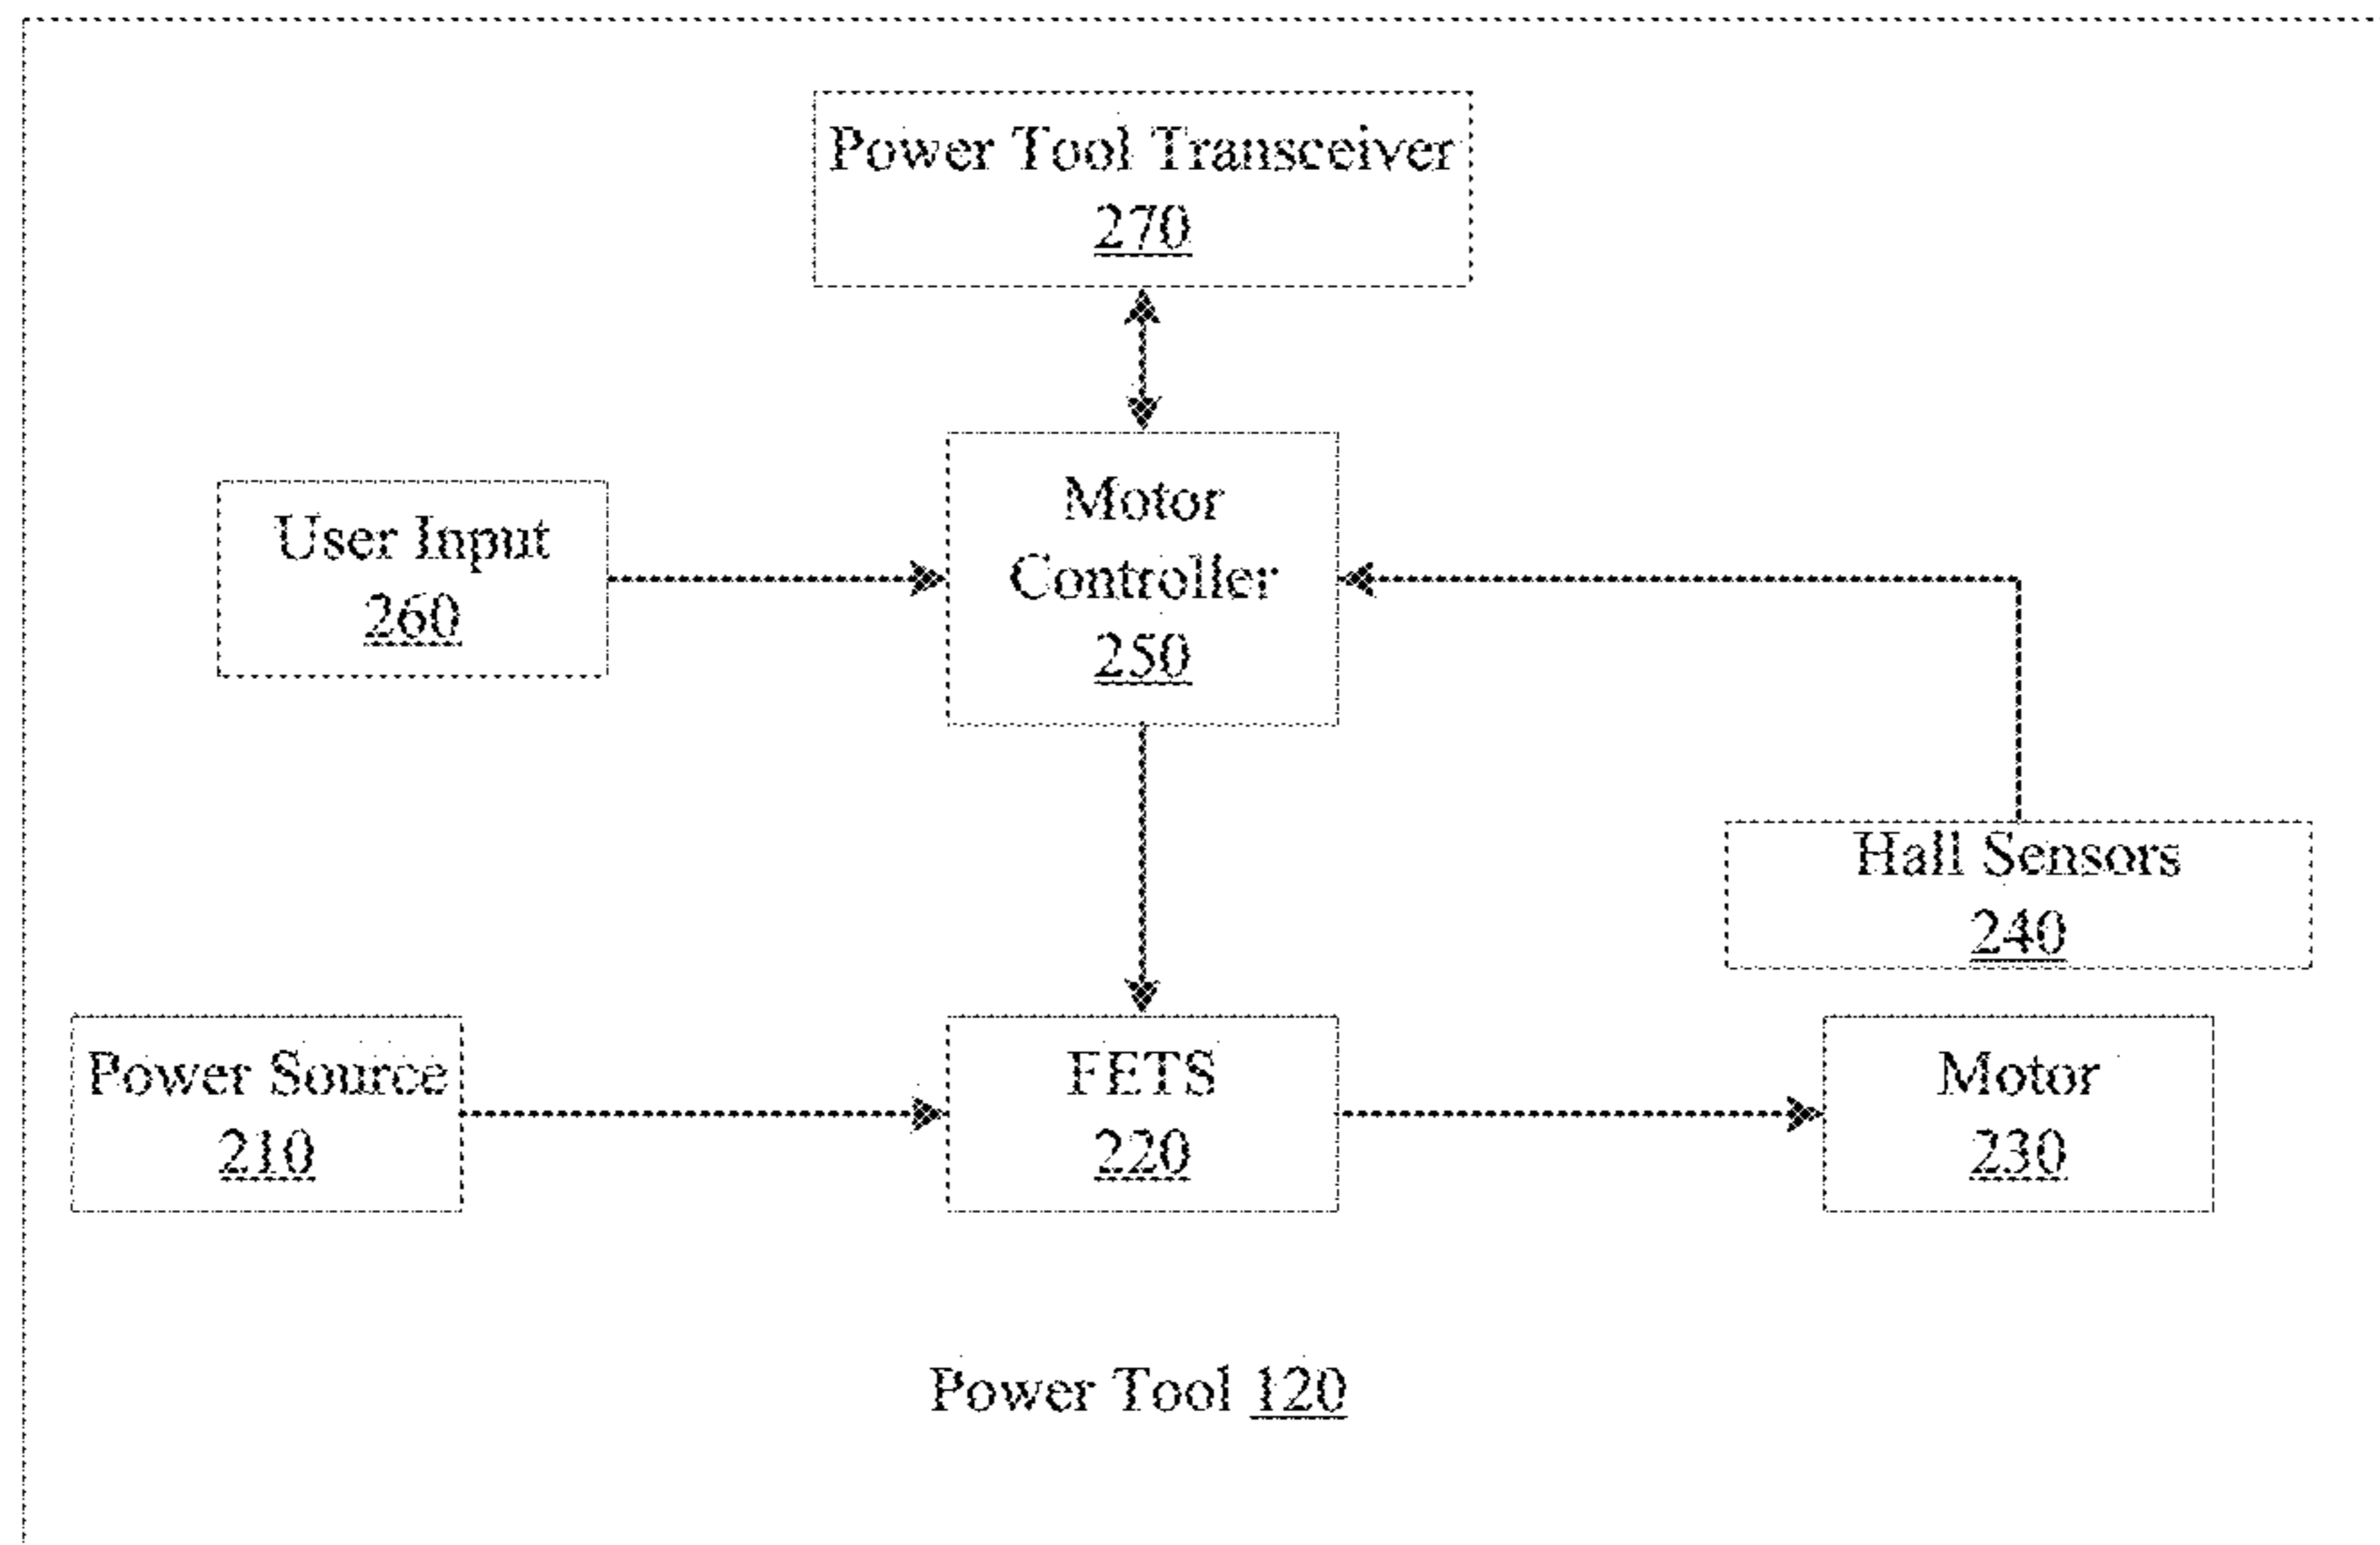 Power Tool Transceiver
270
User Input
260
Motor
Controller
250
Hall Sensors
240
Power Source
210
FETS
220
Motor
230
Power Tool 120